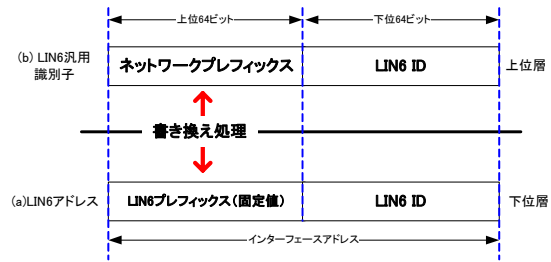 上位64ビット
下位64ビット
(b) LIN6汎用
識別子
ネットワークプレフィックス
LIN6 ID
上位層
書き換え処理
(a)LIN6アドレス
LIN6プレフィックス(固定値)
LIN6 ID
下位層
インターフェースアドレス